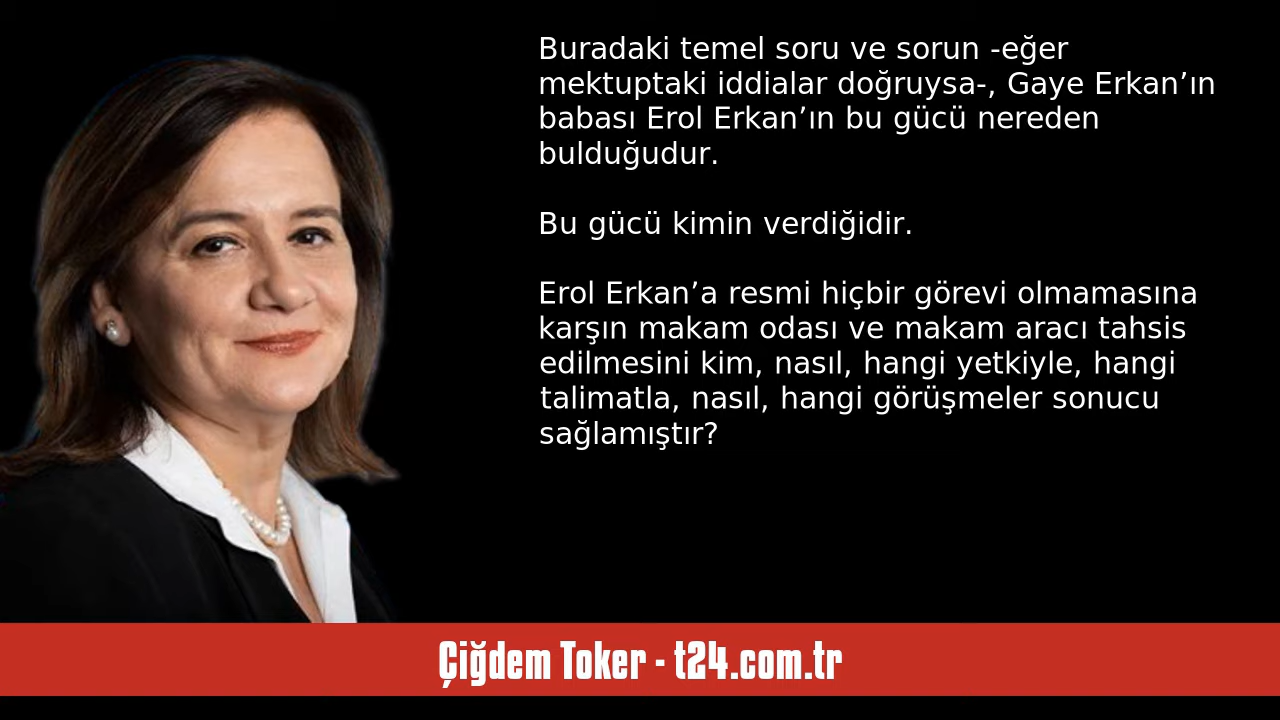 Buradaki temel soru ve sorun -eğer
mektuptaki iddialar doğruysa-, Gaye Erkan’ın
babası Erol Erkan’ın bu gücü nereden
bulduğudur.
Bu gücü kimin verdiğidir.
Erol Erkan’a resmi hiçbir görevi olmamasına
karşın makam odası ve makam aracı tahsis
edilmesini kim, nasıl, hangi yetkiyle, hangi
talimatla, nasıl, hangi görüşmeler sonucu
sağlamıştır?
Çiğdem Toker - t24.com.tr